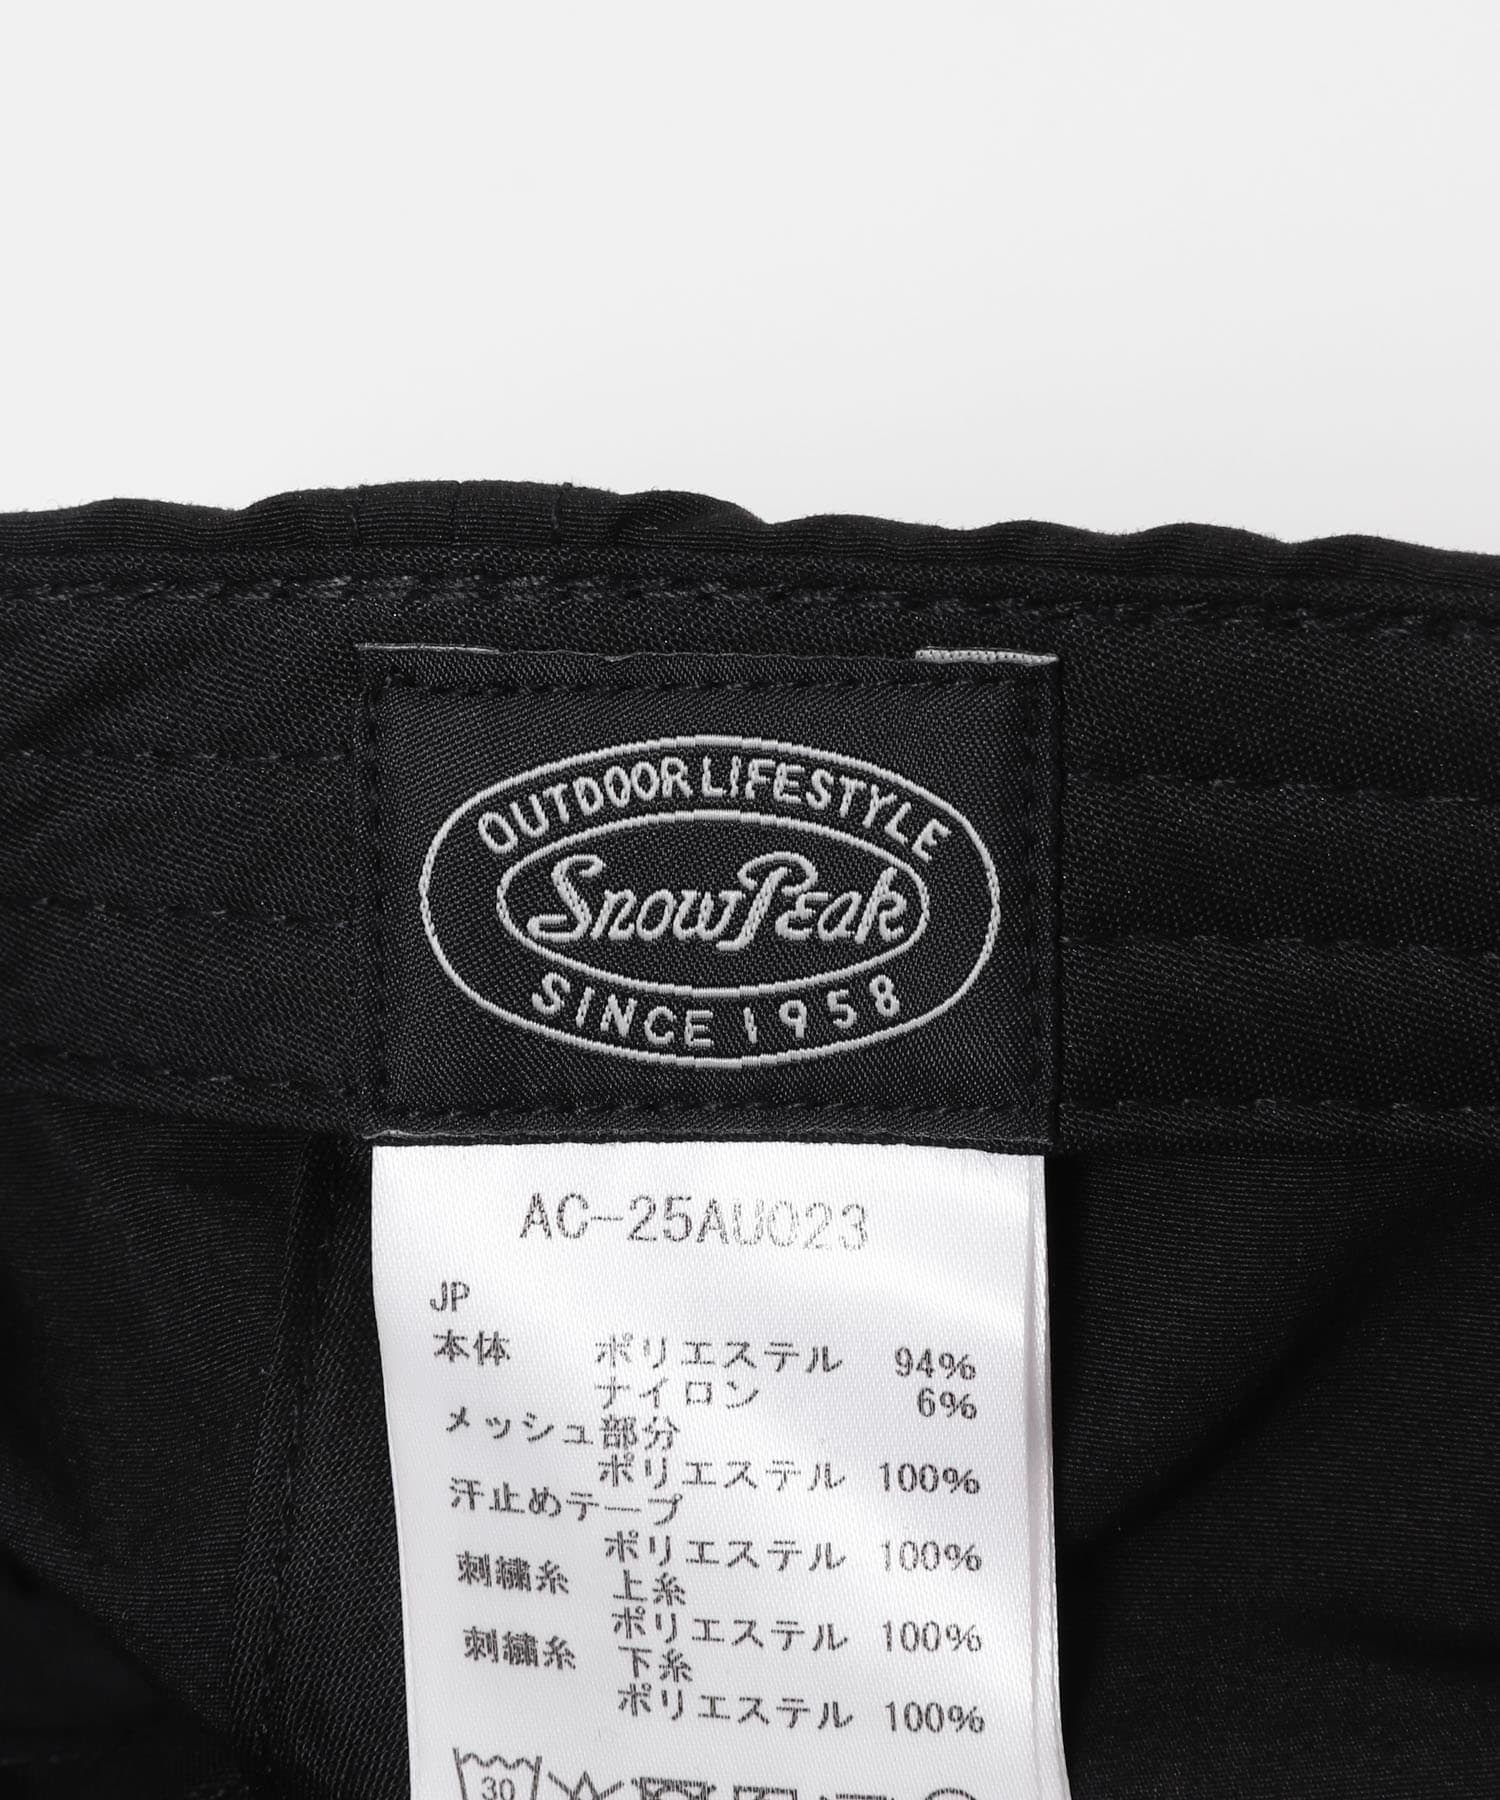 OUTDOOR LIFESTYLE
Snow Peak
SINCE 1958
AC-25AU023
JP
本体 ポリエステル 94%
ナイロン 6%
メッシュ部分
ポリエステル 100%
汗止めテープ
ポリエステル 100%
刺繍糸 上糸
ポリエステル 100%
刺繍糸 下糸
ポリエステル 100%
30